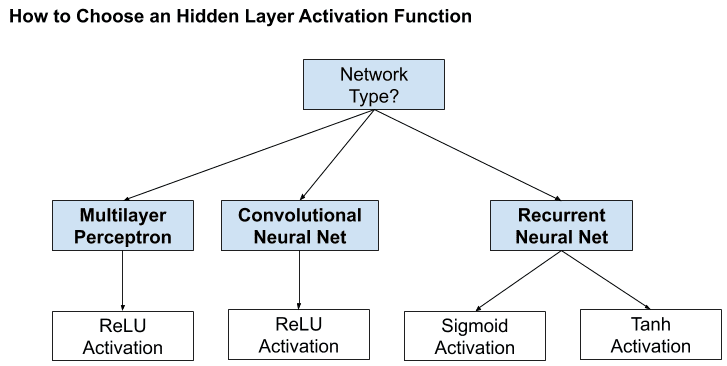 How to Choose an Hidden Layer Activation Function
Network
Type?
Multilayer
Perceptron
Convolutional
Neural Net
Recurrent
Neural Net
ReLU
Activation
ReLU
Activation
Sigmoid
Activation
Tanh
Activation